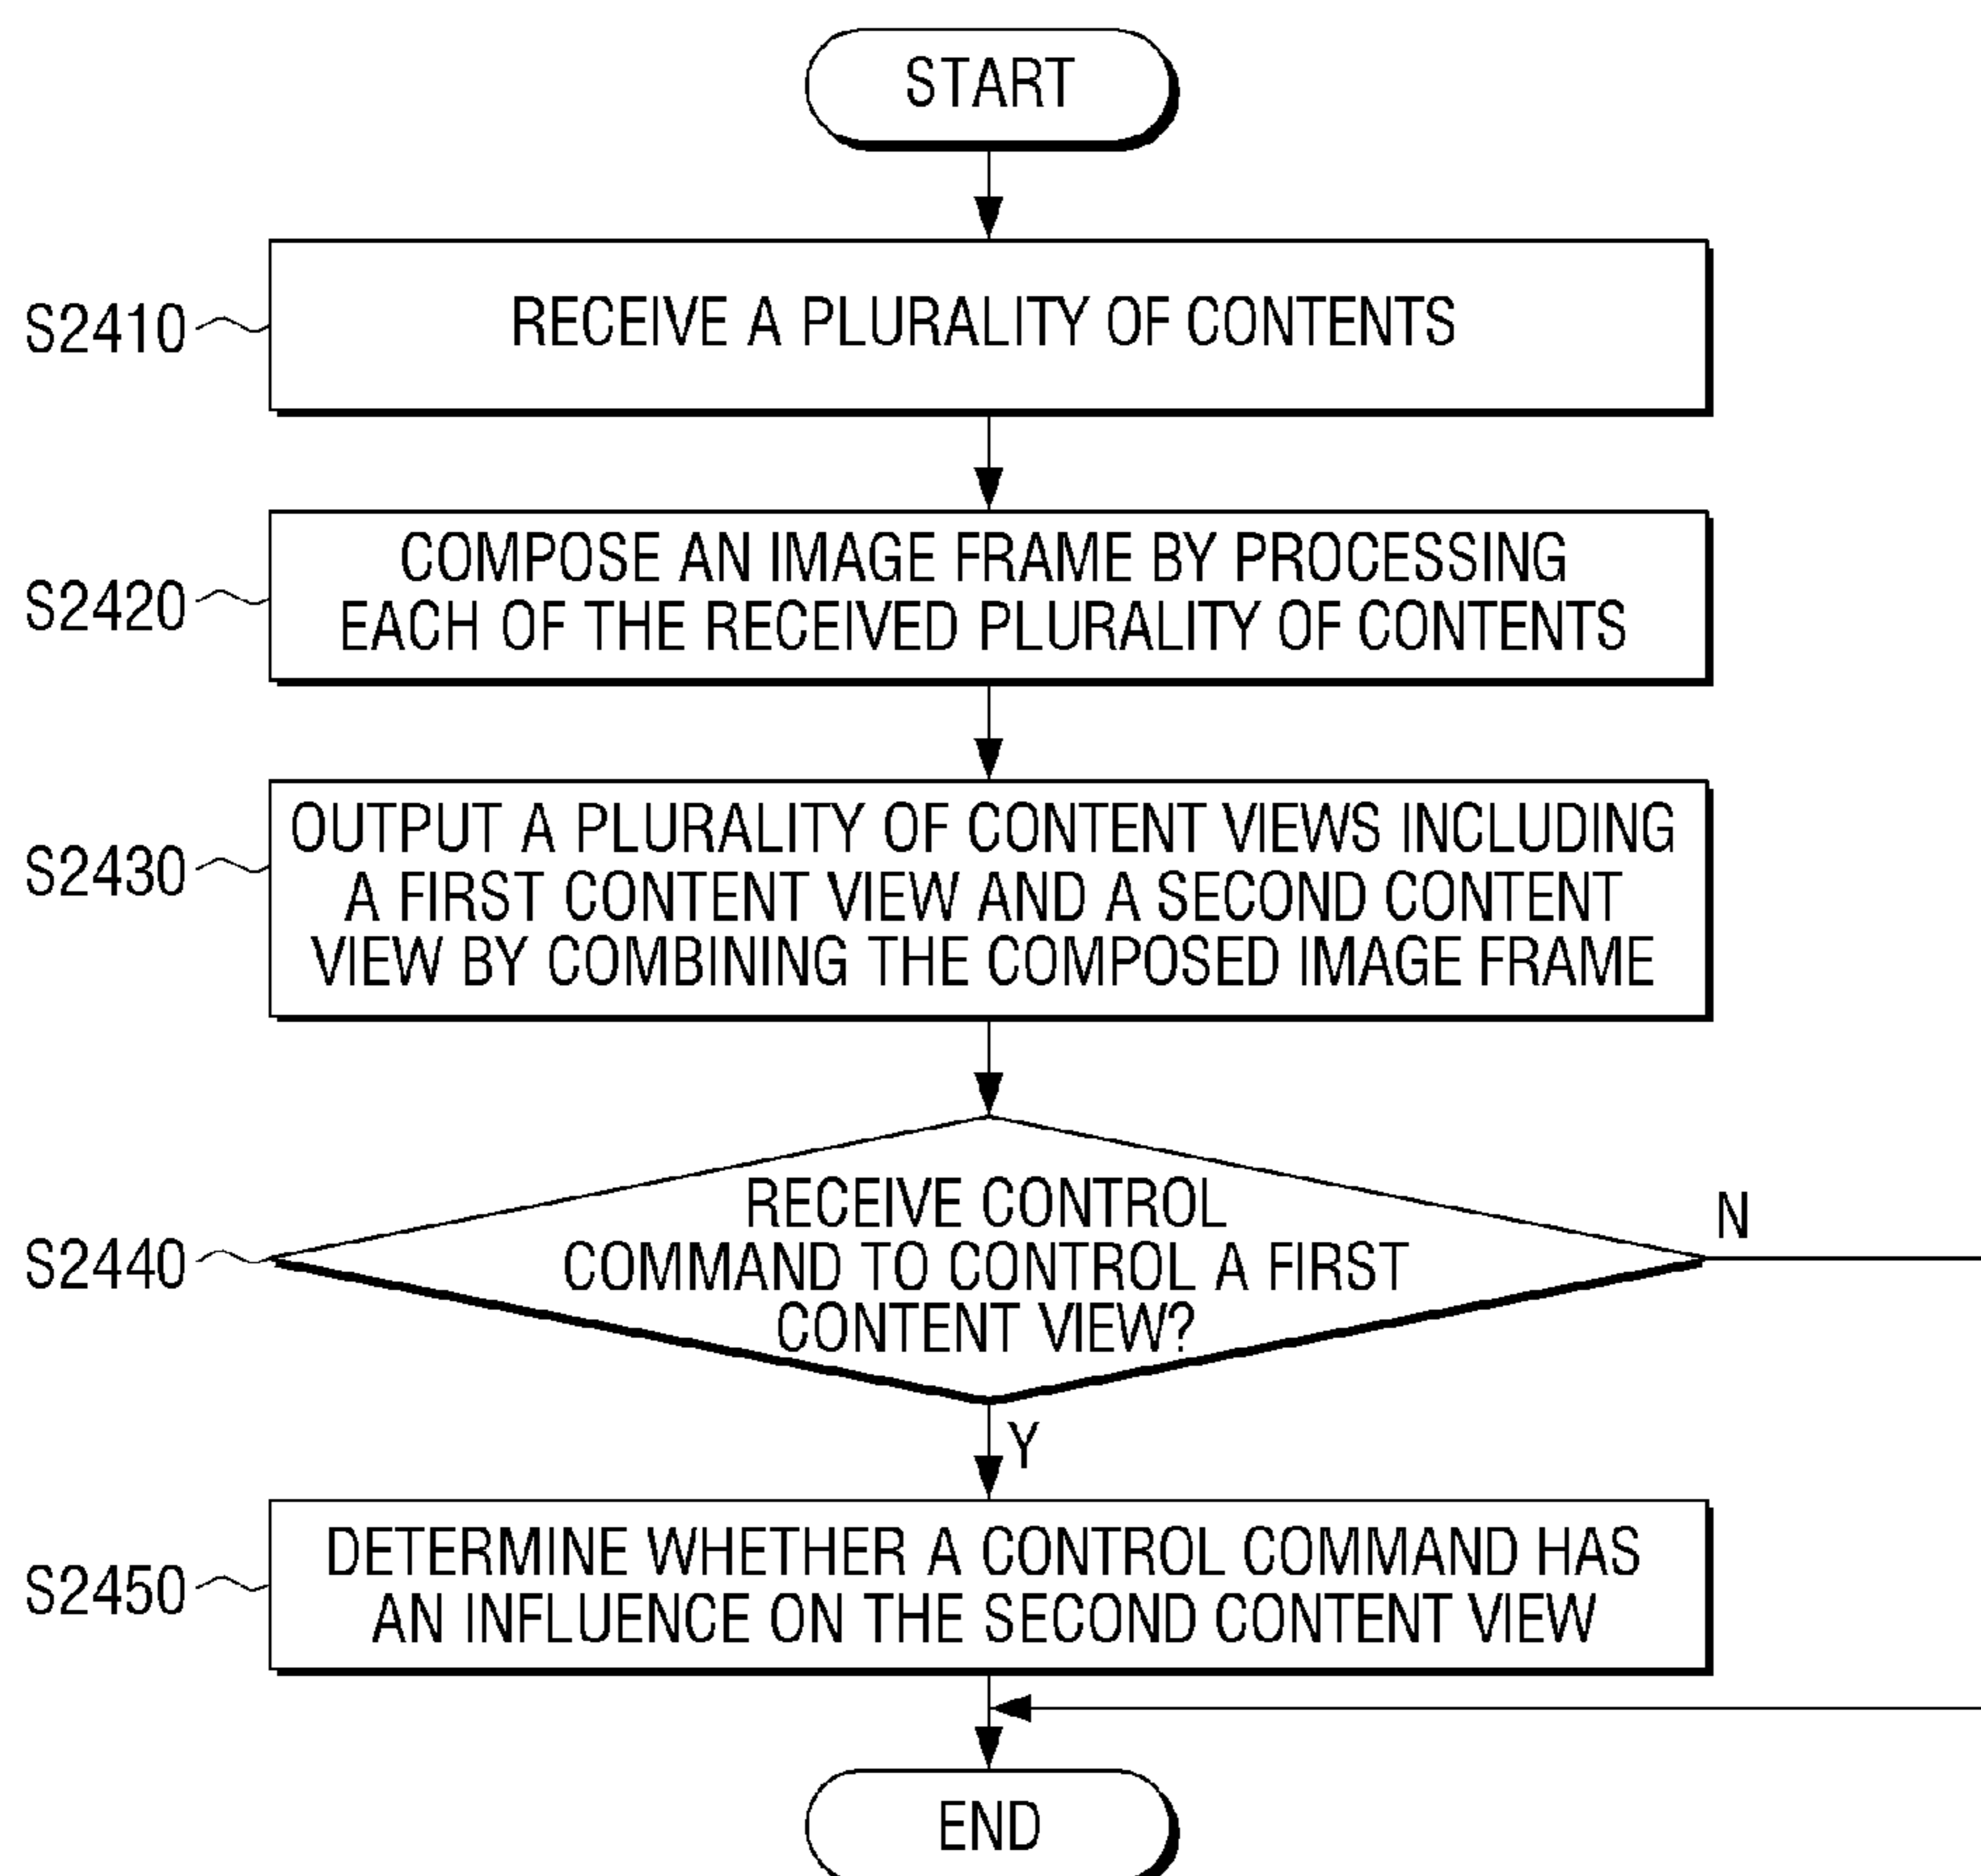 START
S2410
RECEIVE A PLURALITY OF CONTENTS
S2420
COMPOSE AN IMAGE FRAME BY PROCESSING
EACH OF THE RECEIVED PLURALITY OF CONTENTS
S2430
OUTPUT A PLURALITY OF CONTENT VIEWS INCLUDING
A FIRST CONTENT VIEW AND A SECOND CONTENT
VIEW BY COMBINING THE COMPOSED IMAGE FRAME
S2440
RECEIVE CONTROL
COMMAND TO CONTROL A FIRST
CONTENT VIEW?
N
Y
S2450
DETERMINE WHETHER A CONTROL COMMAND HAS
AN INFLUENCE ON THE SECOND CONTENT VIEW
END